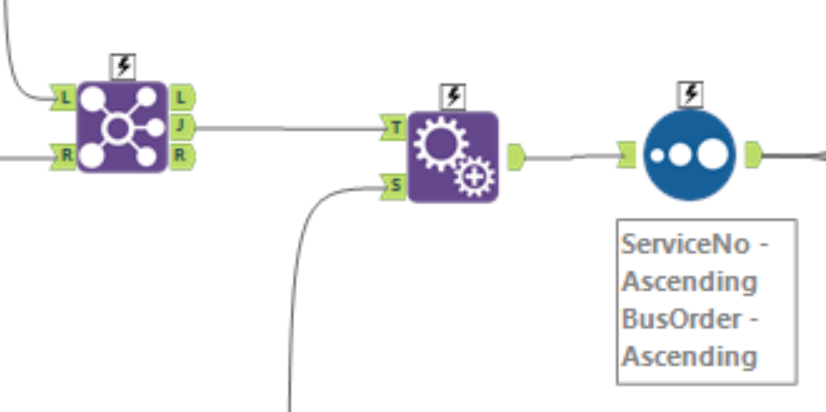 L
R
L
J
R
T
S
ServiceNo -
Ascending
BusOrder -
Ascending